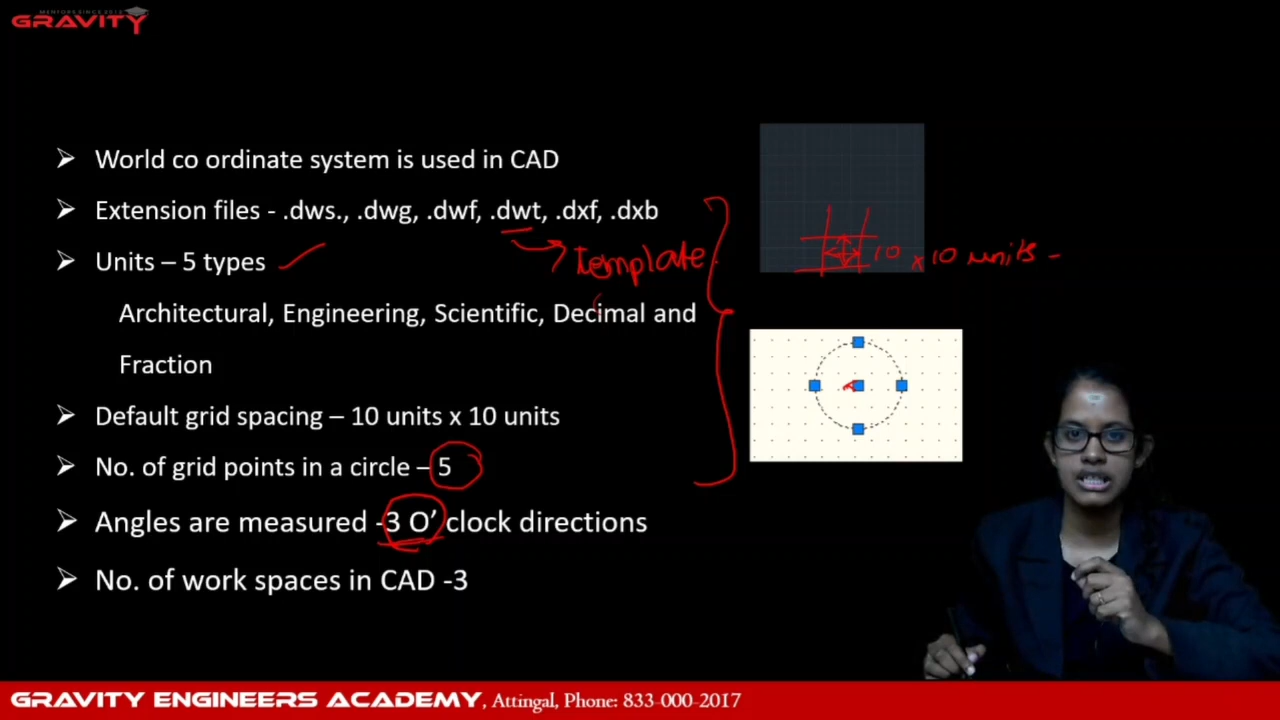 MENTORS SINCE 2012
GRAVITY
➢ World co ordinate system is used in CAD
➢ Extension files - .dws., .dwg, .dwf, .dwt, .dxf, .dxb
➢ Units – 5 types
Template
10 x 10 units -
Architectural, Engineering, Scientific, Decimal and
Fraction
➢ Default grid spacing – 10 units x 10 units
➢ No. of grid points in a circle – 5
➢ Angles are measured -3 O’ clock directions
➢ No. of work spaces in CAD -3
GRAVITY ENGINEERS ACADEMY, Attingal, Phone: 833-000-2017